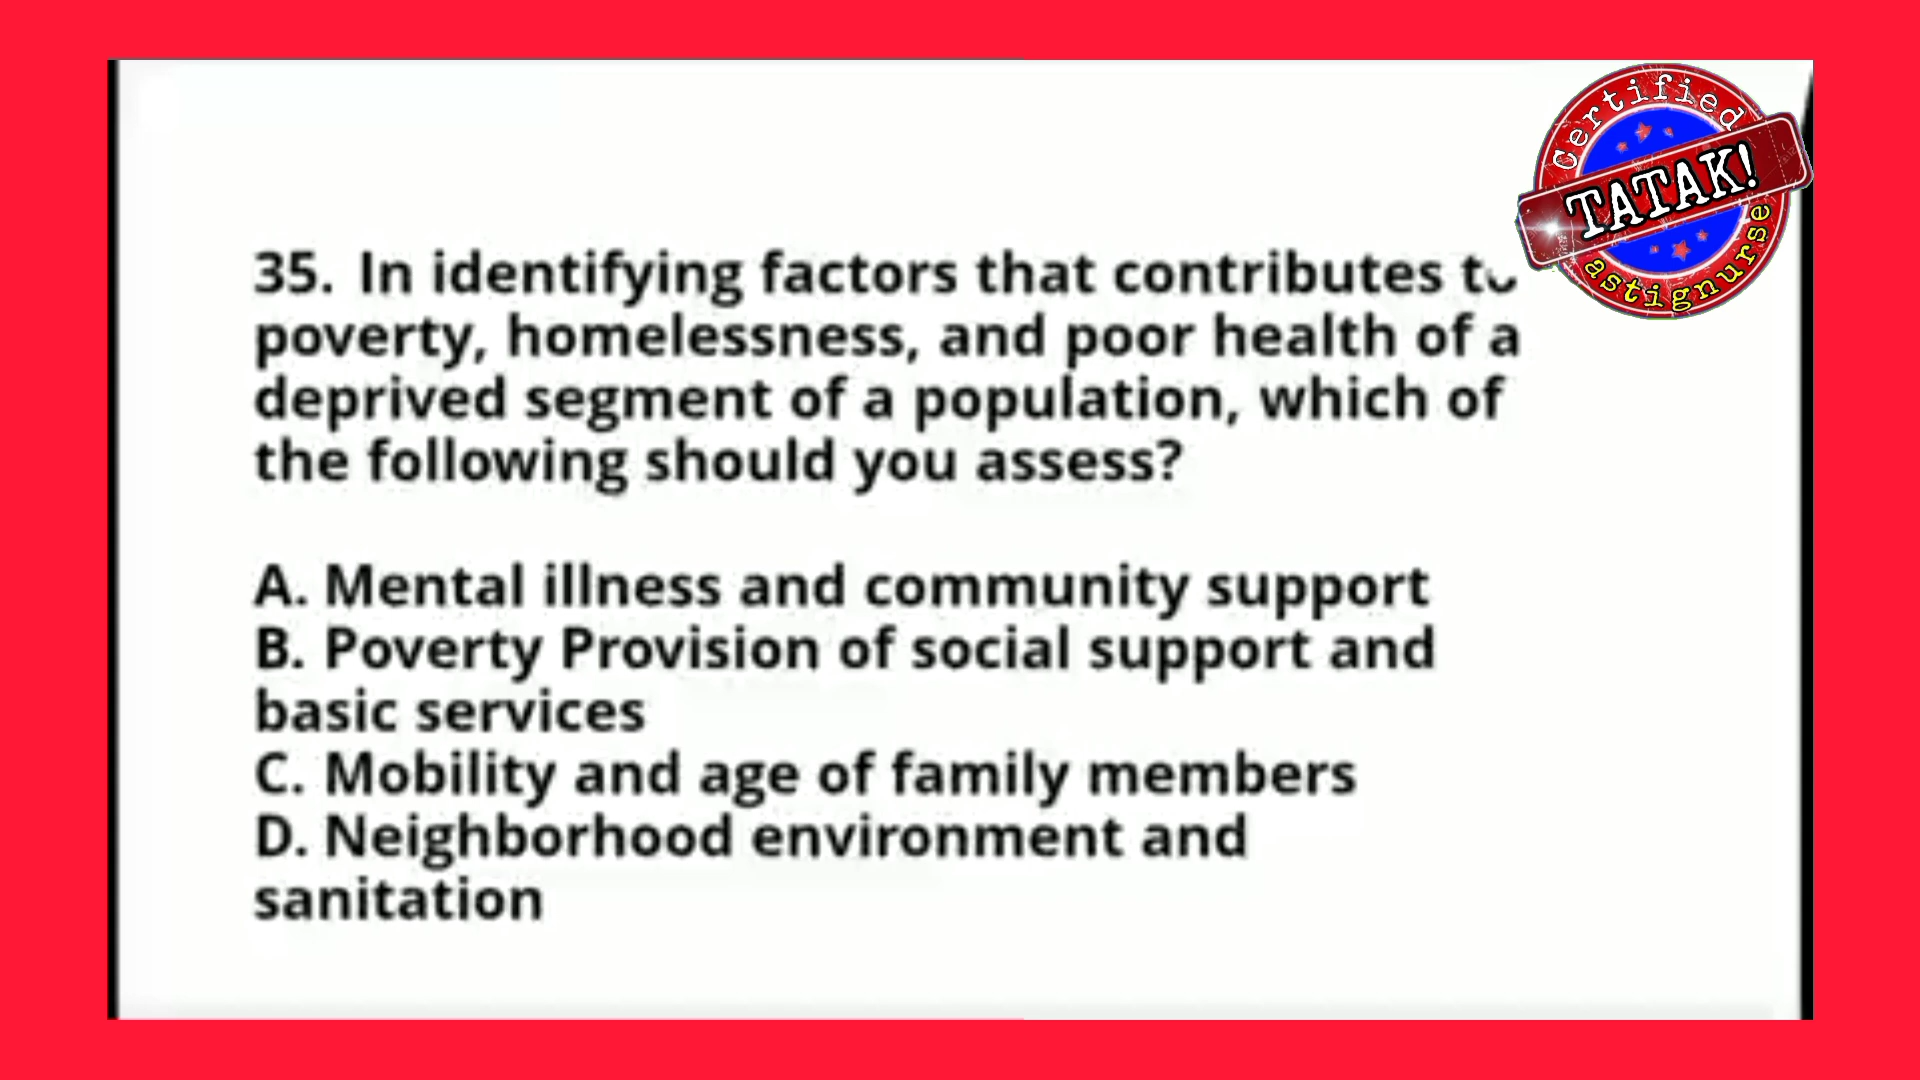 Certified
TATAK!
astignurse
35. In identifying factors that contributes to
poverty, homelessness, and poor health of a
deprived segment of a population, which of
the following should you assess?
A. Mental illness and community support
B. Poverty Provision of social support and
basic services
C. Mobility and age of family members
D. Neighborhood environment and
sanitation